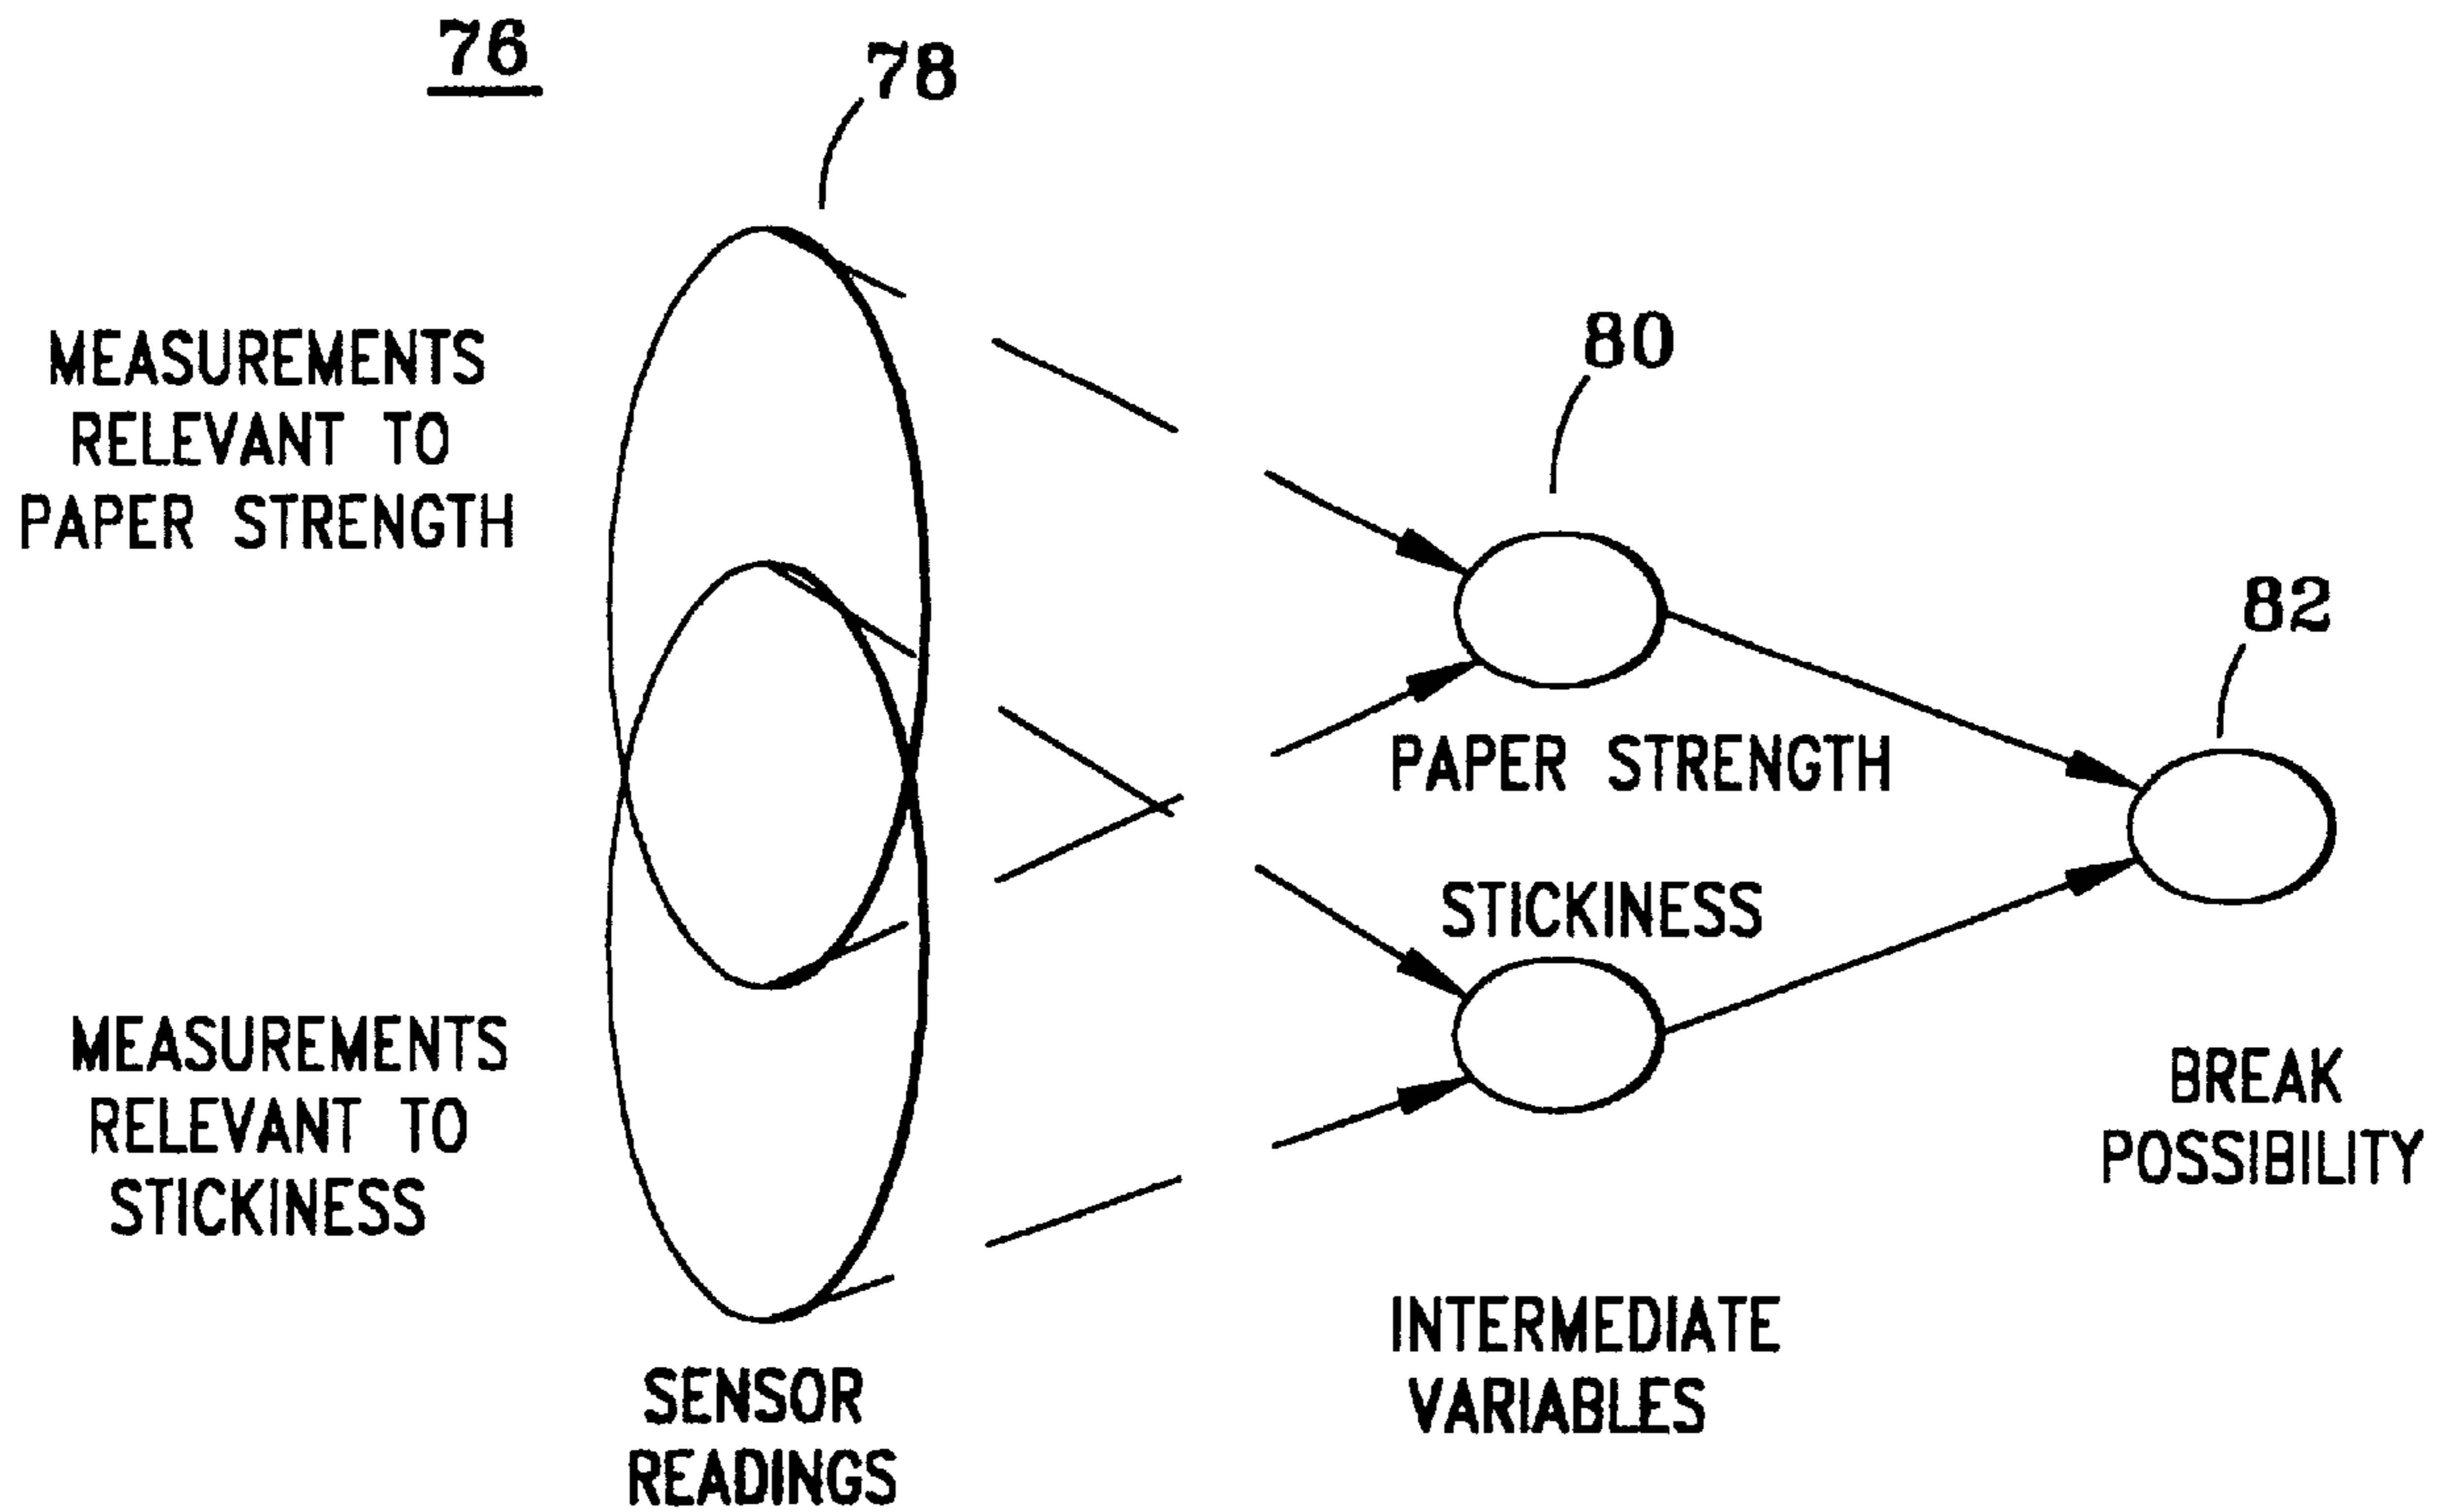 76
78
MEASUREMENTS
RELEVANT TO
PAPER STRENGTH
80
82
PAPER STRENGTH
STICKINESS
MEASUREMENTS
RELEVANT TO
STICKINESS
BREAK
POSSIBILITY
INTERMEDIATE
VARIABLES
SENSOR
READINGS